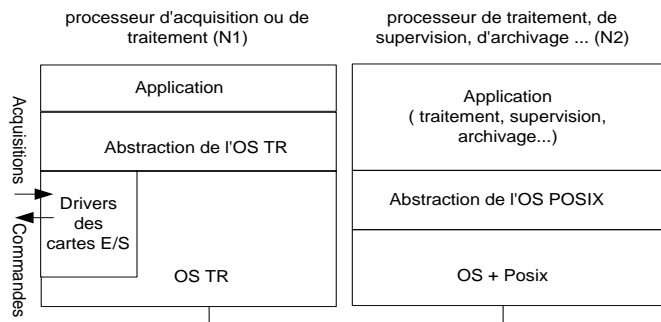 processeur d'acquisition ou de
traitement (N1)
processeur de traitement, de
supervision, d'archivage ... (N2)
Application
Abstraction de l'OS TR
Acquisitions
Commandes
Drivers
des
cartes E/S
OS TR
Application
( traitement, supervision,
archivage...)
Abstraction de l'OS POSIX
OS + Posix